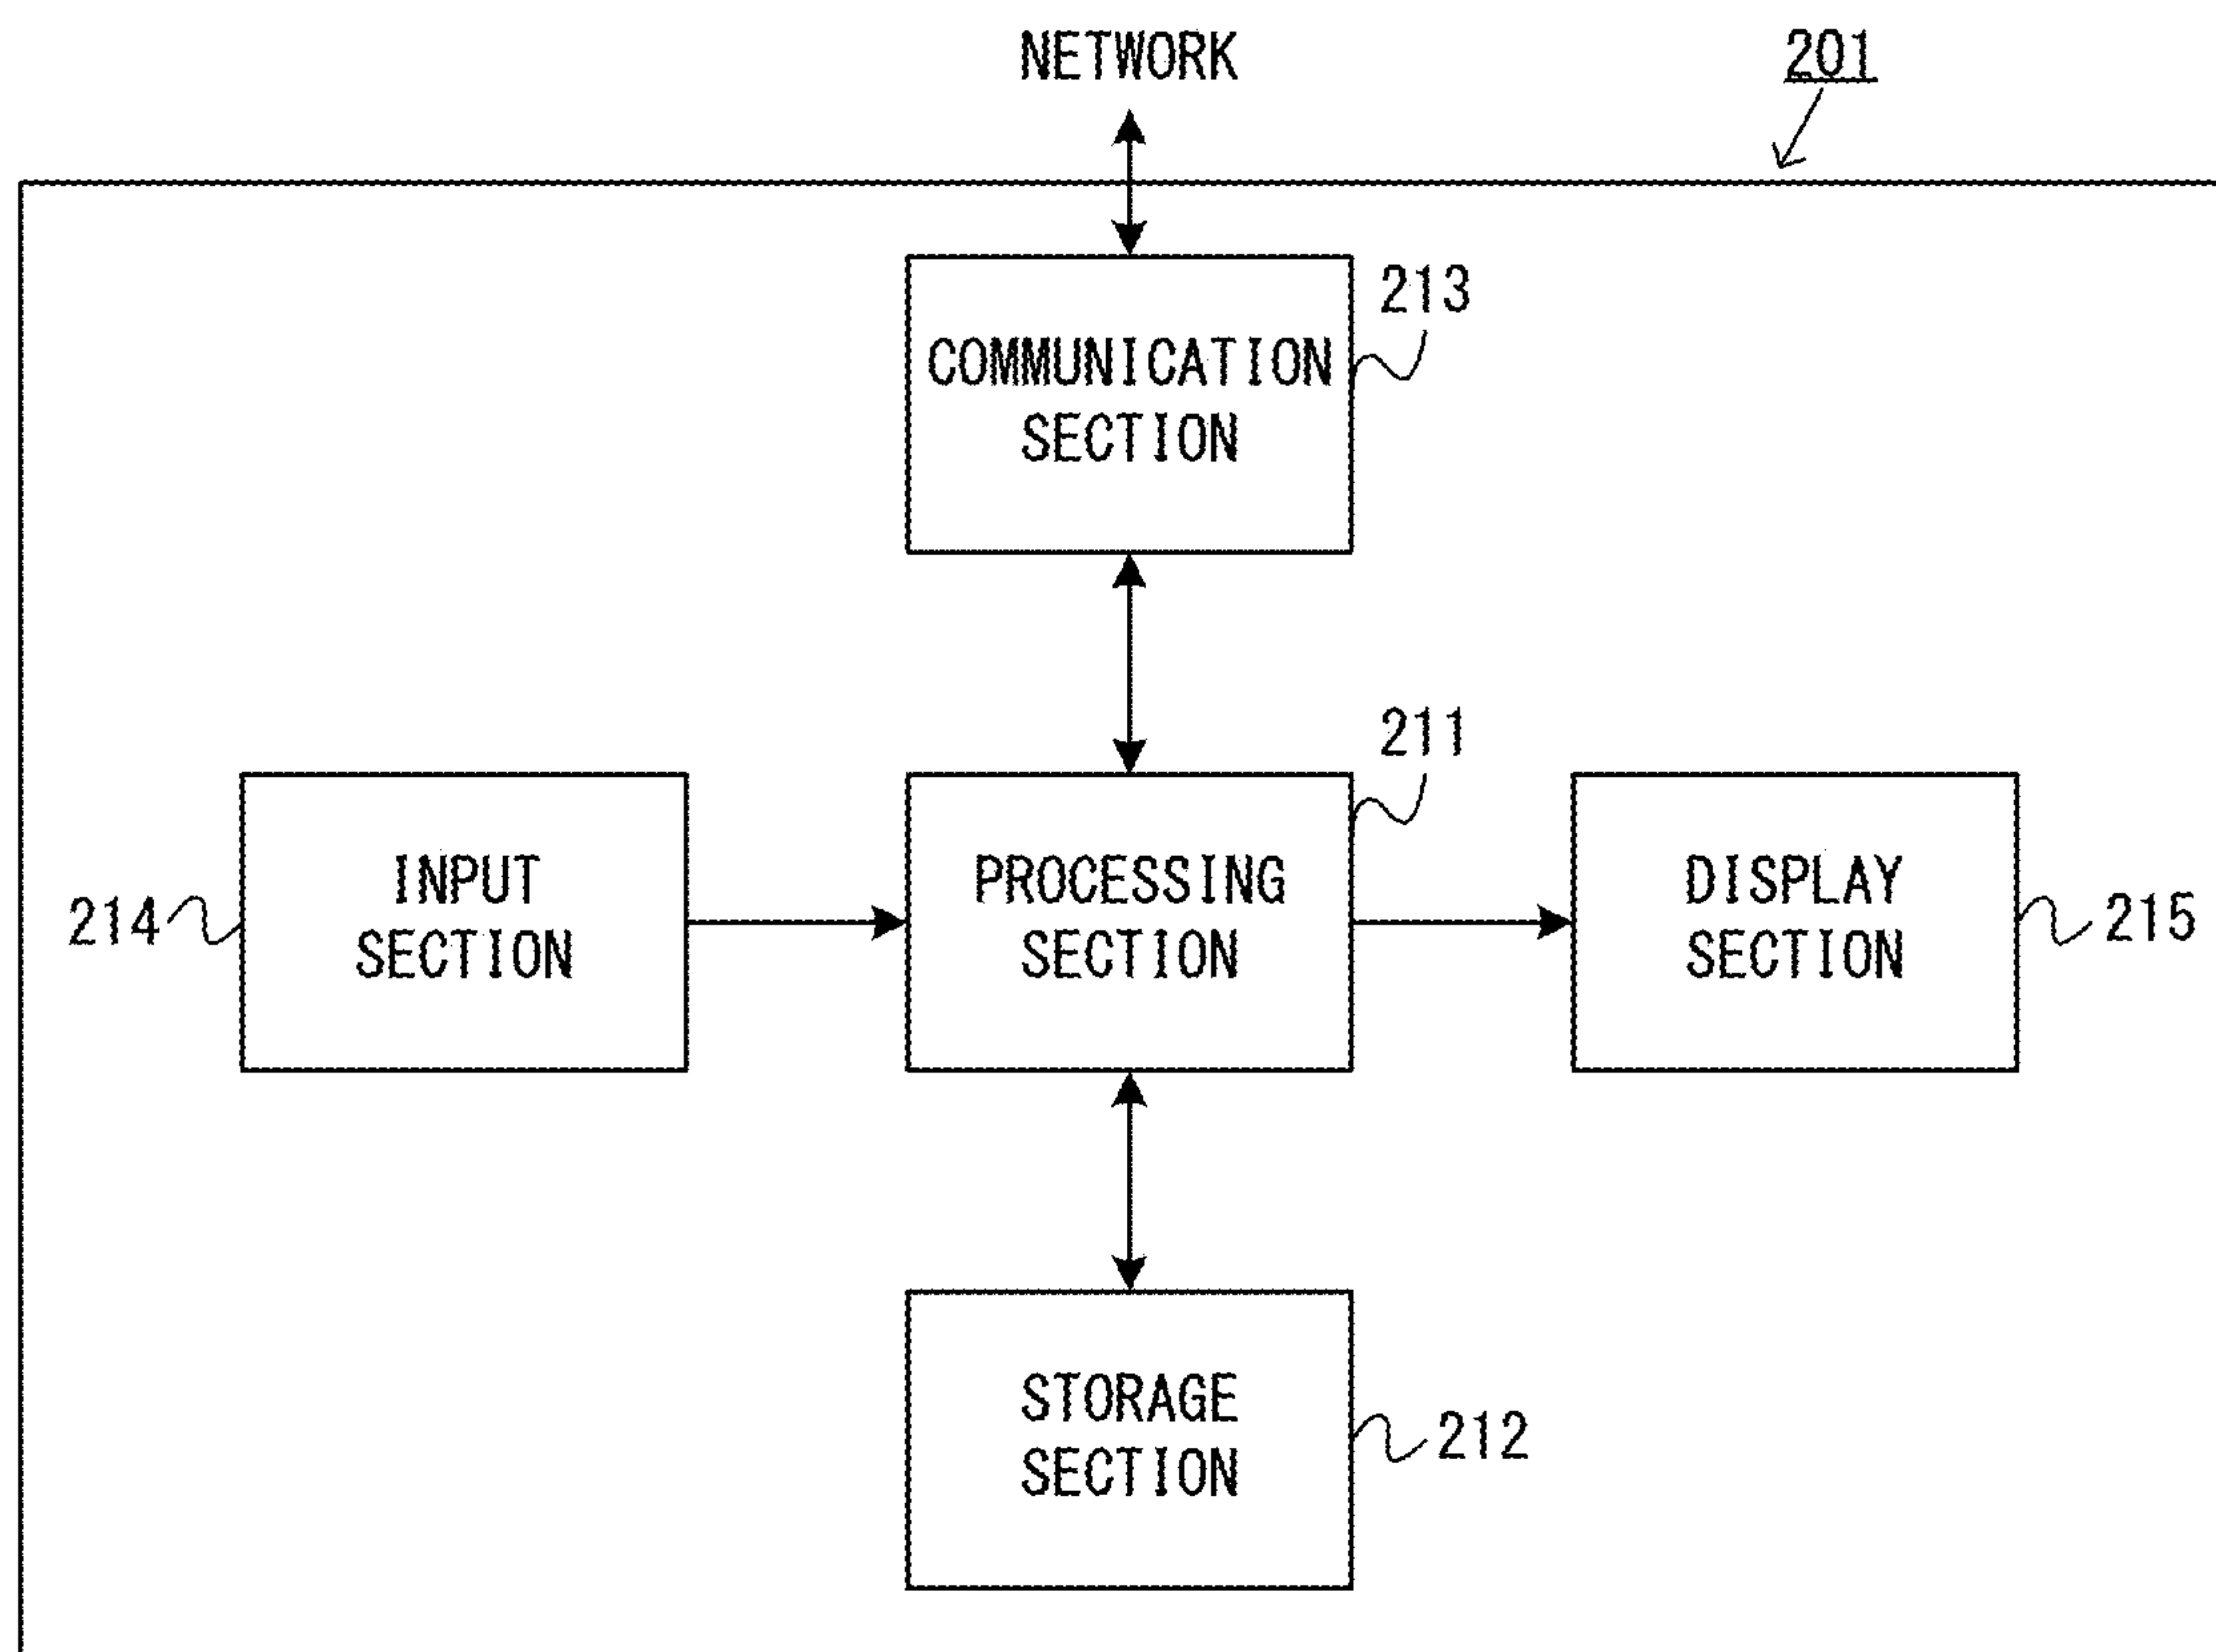 NETWORK
201
COMMUNICATION
SECTION
213
211
INPUT
SECTION
214
PROCESSING
SECTION
DISPLAY
SECTION
215
STORAGE
SECTION
212